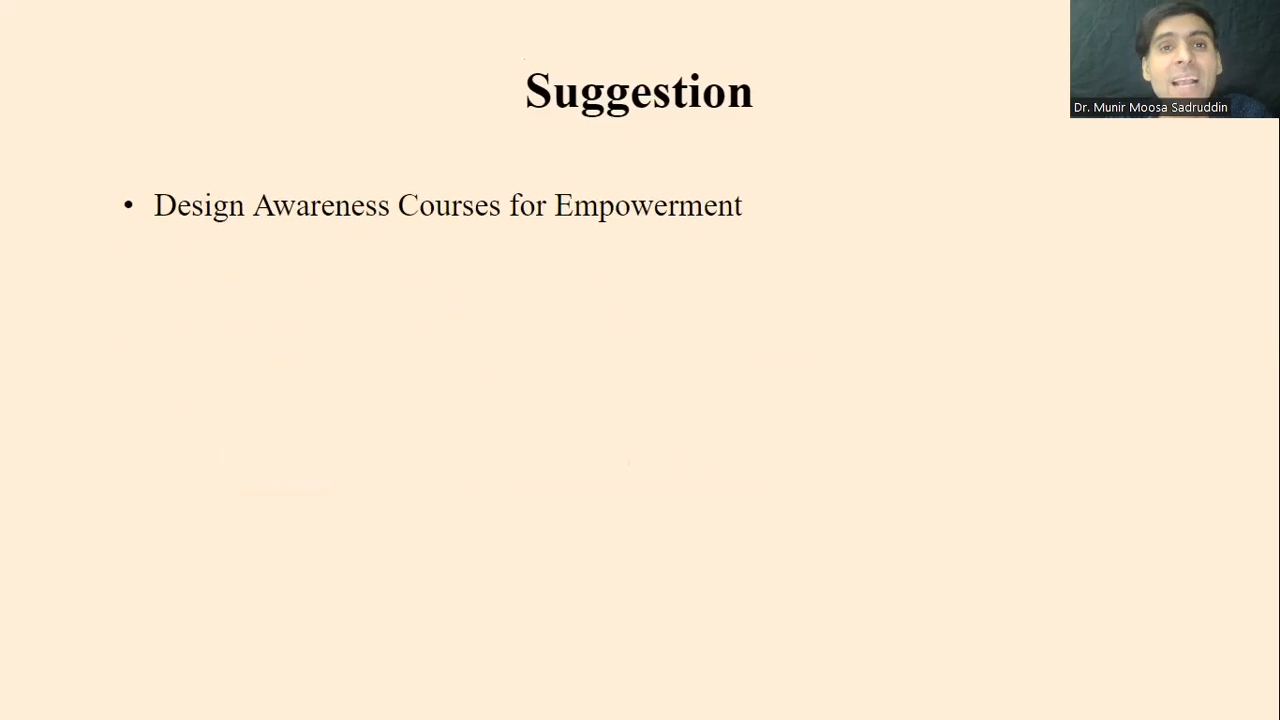 Suggestion
Dr. Munir Moosa Sadruddin
• Design Awareness Courses for Empowerment